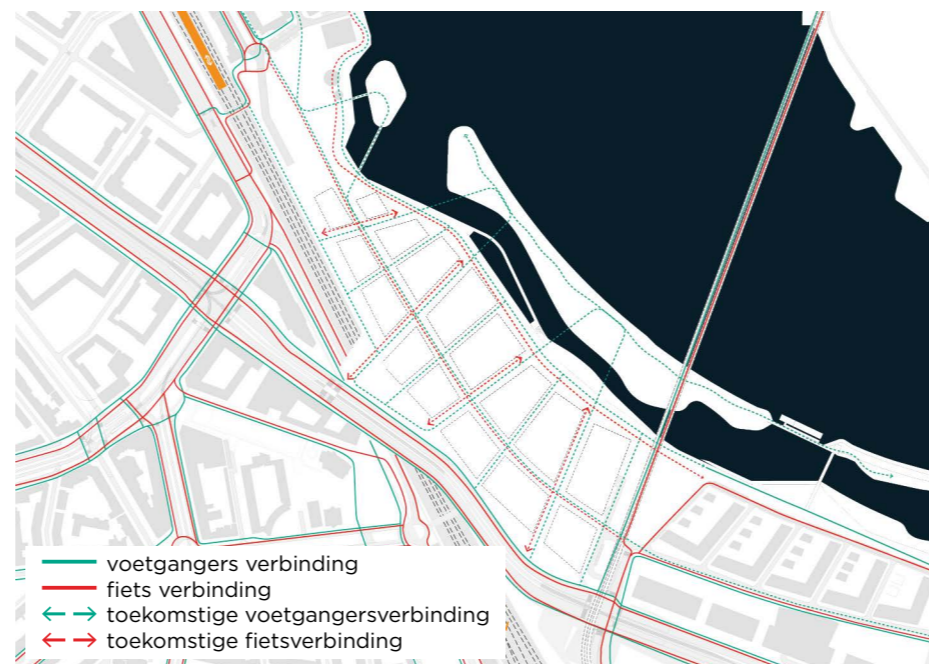 voetgangers verbinding
fiets verbinding
toekomstige voetgangersverbinding
toekomstige fietsverbinding